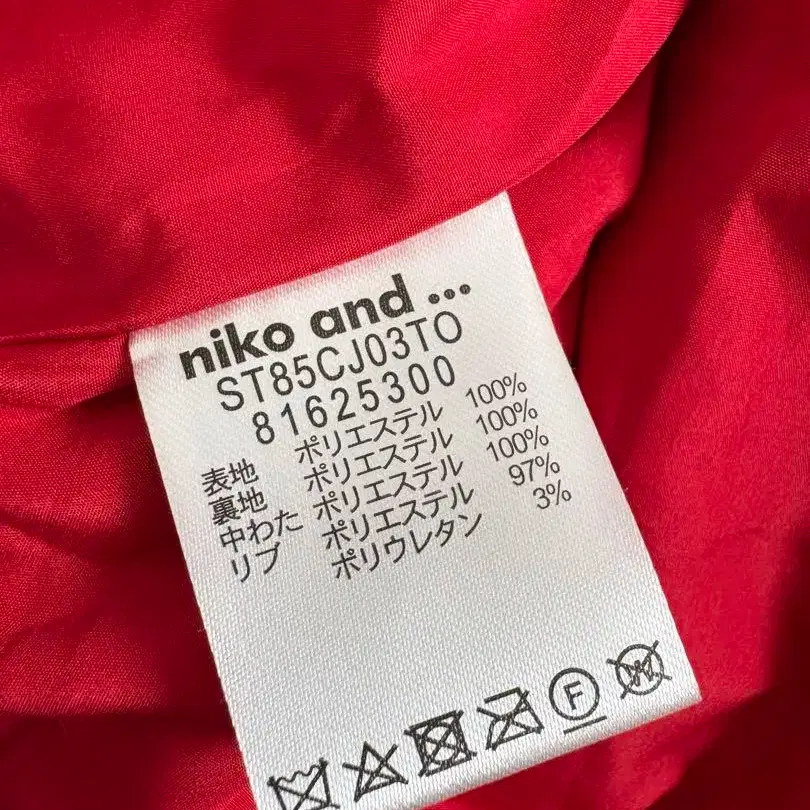 niko and ...
ST85CJ03TO
81625300
表地 ポリエステル 100%
裏地 ポリエステル 100%
中わた ポリエステル 100%
リブ ポリエステル 97%
ポリウレタン 3%
F
W